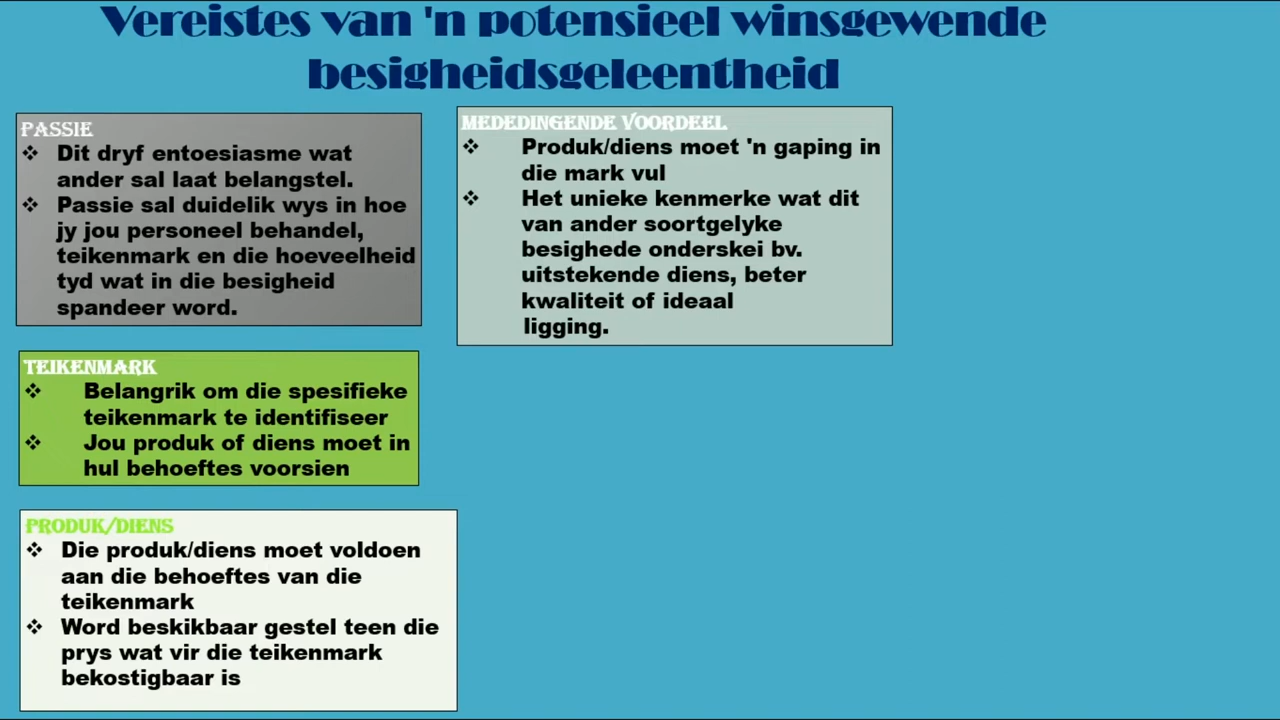 Vereistes van 'n potensieel winsgewende
besigheidsgeleentheid
PASSIE
❖ Dit dryf entoesiasme wat
ander sal laat belangstel.
❖ Passie sal duidelik wys in hoe
jy jou personeel behandel,
teikenmark en die hoeveelheid
tyd wat in die besigheid
spandeer word.
TEIKENMARK
❖ Belangrik om die spesifieke
teikenmark te identifiseer
❖ Jou produk of diens moet in
hul behoeftes voorsien
PRODUK/DIENS
❖ Die produk/diens moet voldoen
aan die behoeftes van die
teikenmark
❖ Word beskikbaar gestel teen die
prys wat vir die teikenmark
bekostigbaar is
MEDEDINGENDE VOORDEEL
❖ Produk/diens moet 'n gaping in
die mark vul
❖ Het unieke kenmerke wat dit
van ander soortgelyke
besighede onderskei bv.
uitstekende diens, beter
kwaliteit of ideaal
ligging.